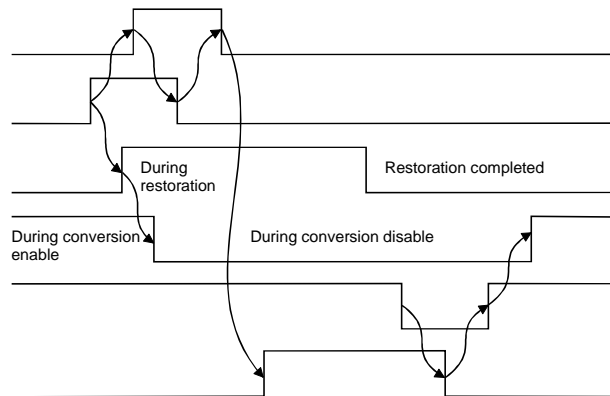 During
restoration
Restoration completed
During conversion
enable
During conversion disable